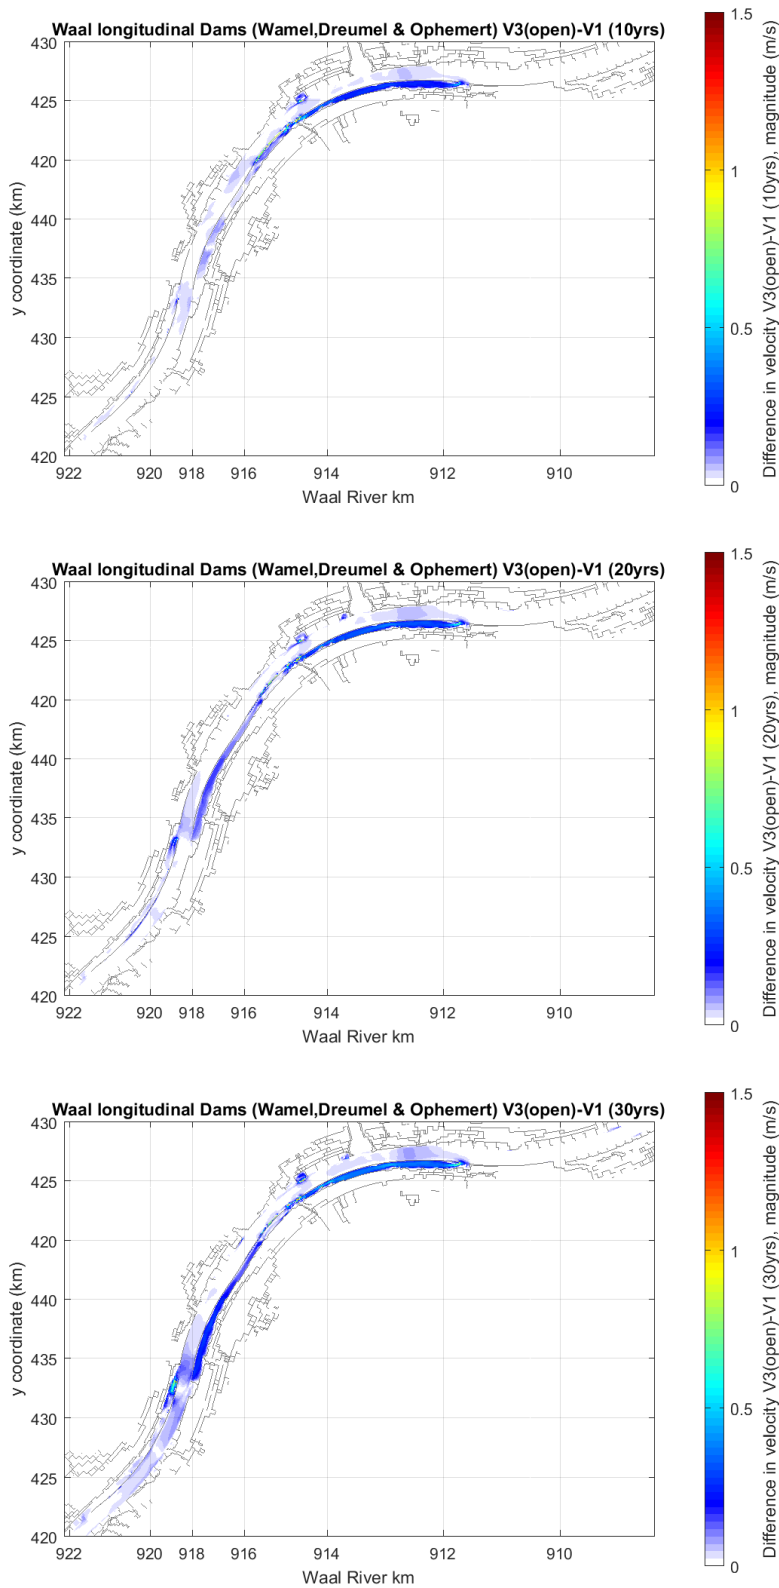 Waal longitudinal Dams (Wamel,Dreumel & Ophemert) V3(open)-V1 (10yrs)
430
425
420
440
435
430
425
420
y coordinate (km)
922 920 918 916 914 912 910
Waal River km
1.5
1
0.5
0
Difference in velocity V3(open)-V1 (10yrs), magnitude (m/s)
Waal longitudinal Dams (Wamel,Dreumel & Ophemert) V3(open)-V1 (20yrs)
430
425
420
440
435
430
425
420
y coordinate (km)
922 920 918 916 914 912 910
Waal River km
1.5
1
0.5
0
Difference in velocity V3(open)-V1 (20yrs), magnitude (m/s)
Waal longitudinal Dams (Wamel,Dreumel & Ophemert) V3(open)-V1 (30yrs)
430
425
420
440
435
430
425
420
y coordinate (km)
922 920 918 916 914 912 910
Waal River km
1.5
1
0.5
0
Difference in velocity V3(open)-V1 (30yrs), magnitude (m/s)